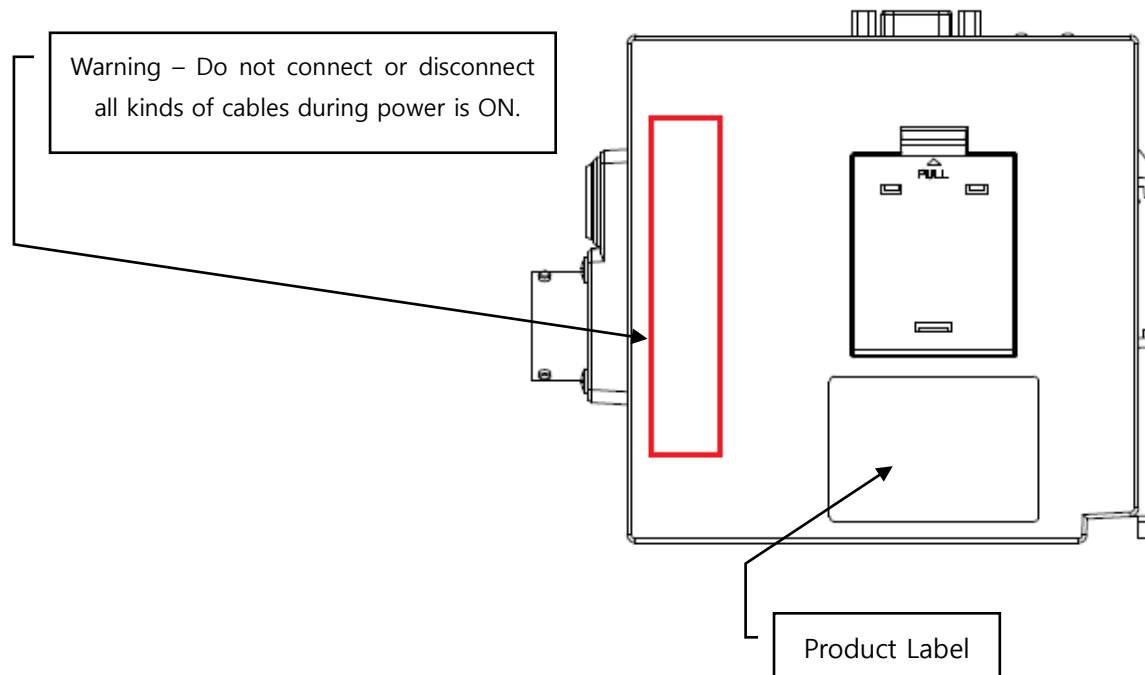 Warning – Do not connect or disconnect
all kinds of cables during power is ON.
PULL
Product Label